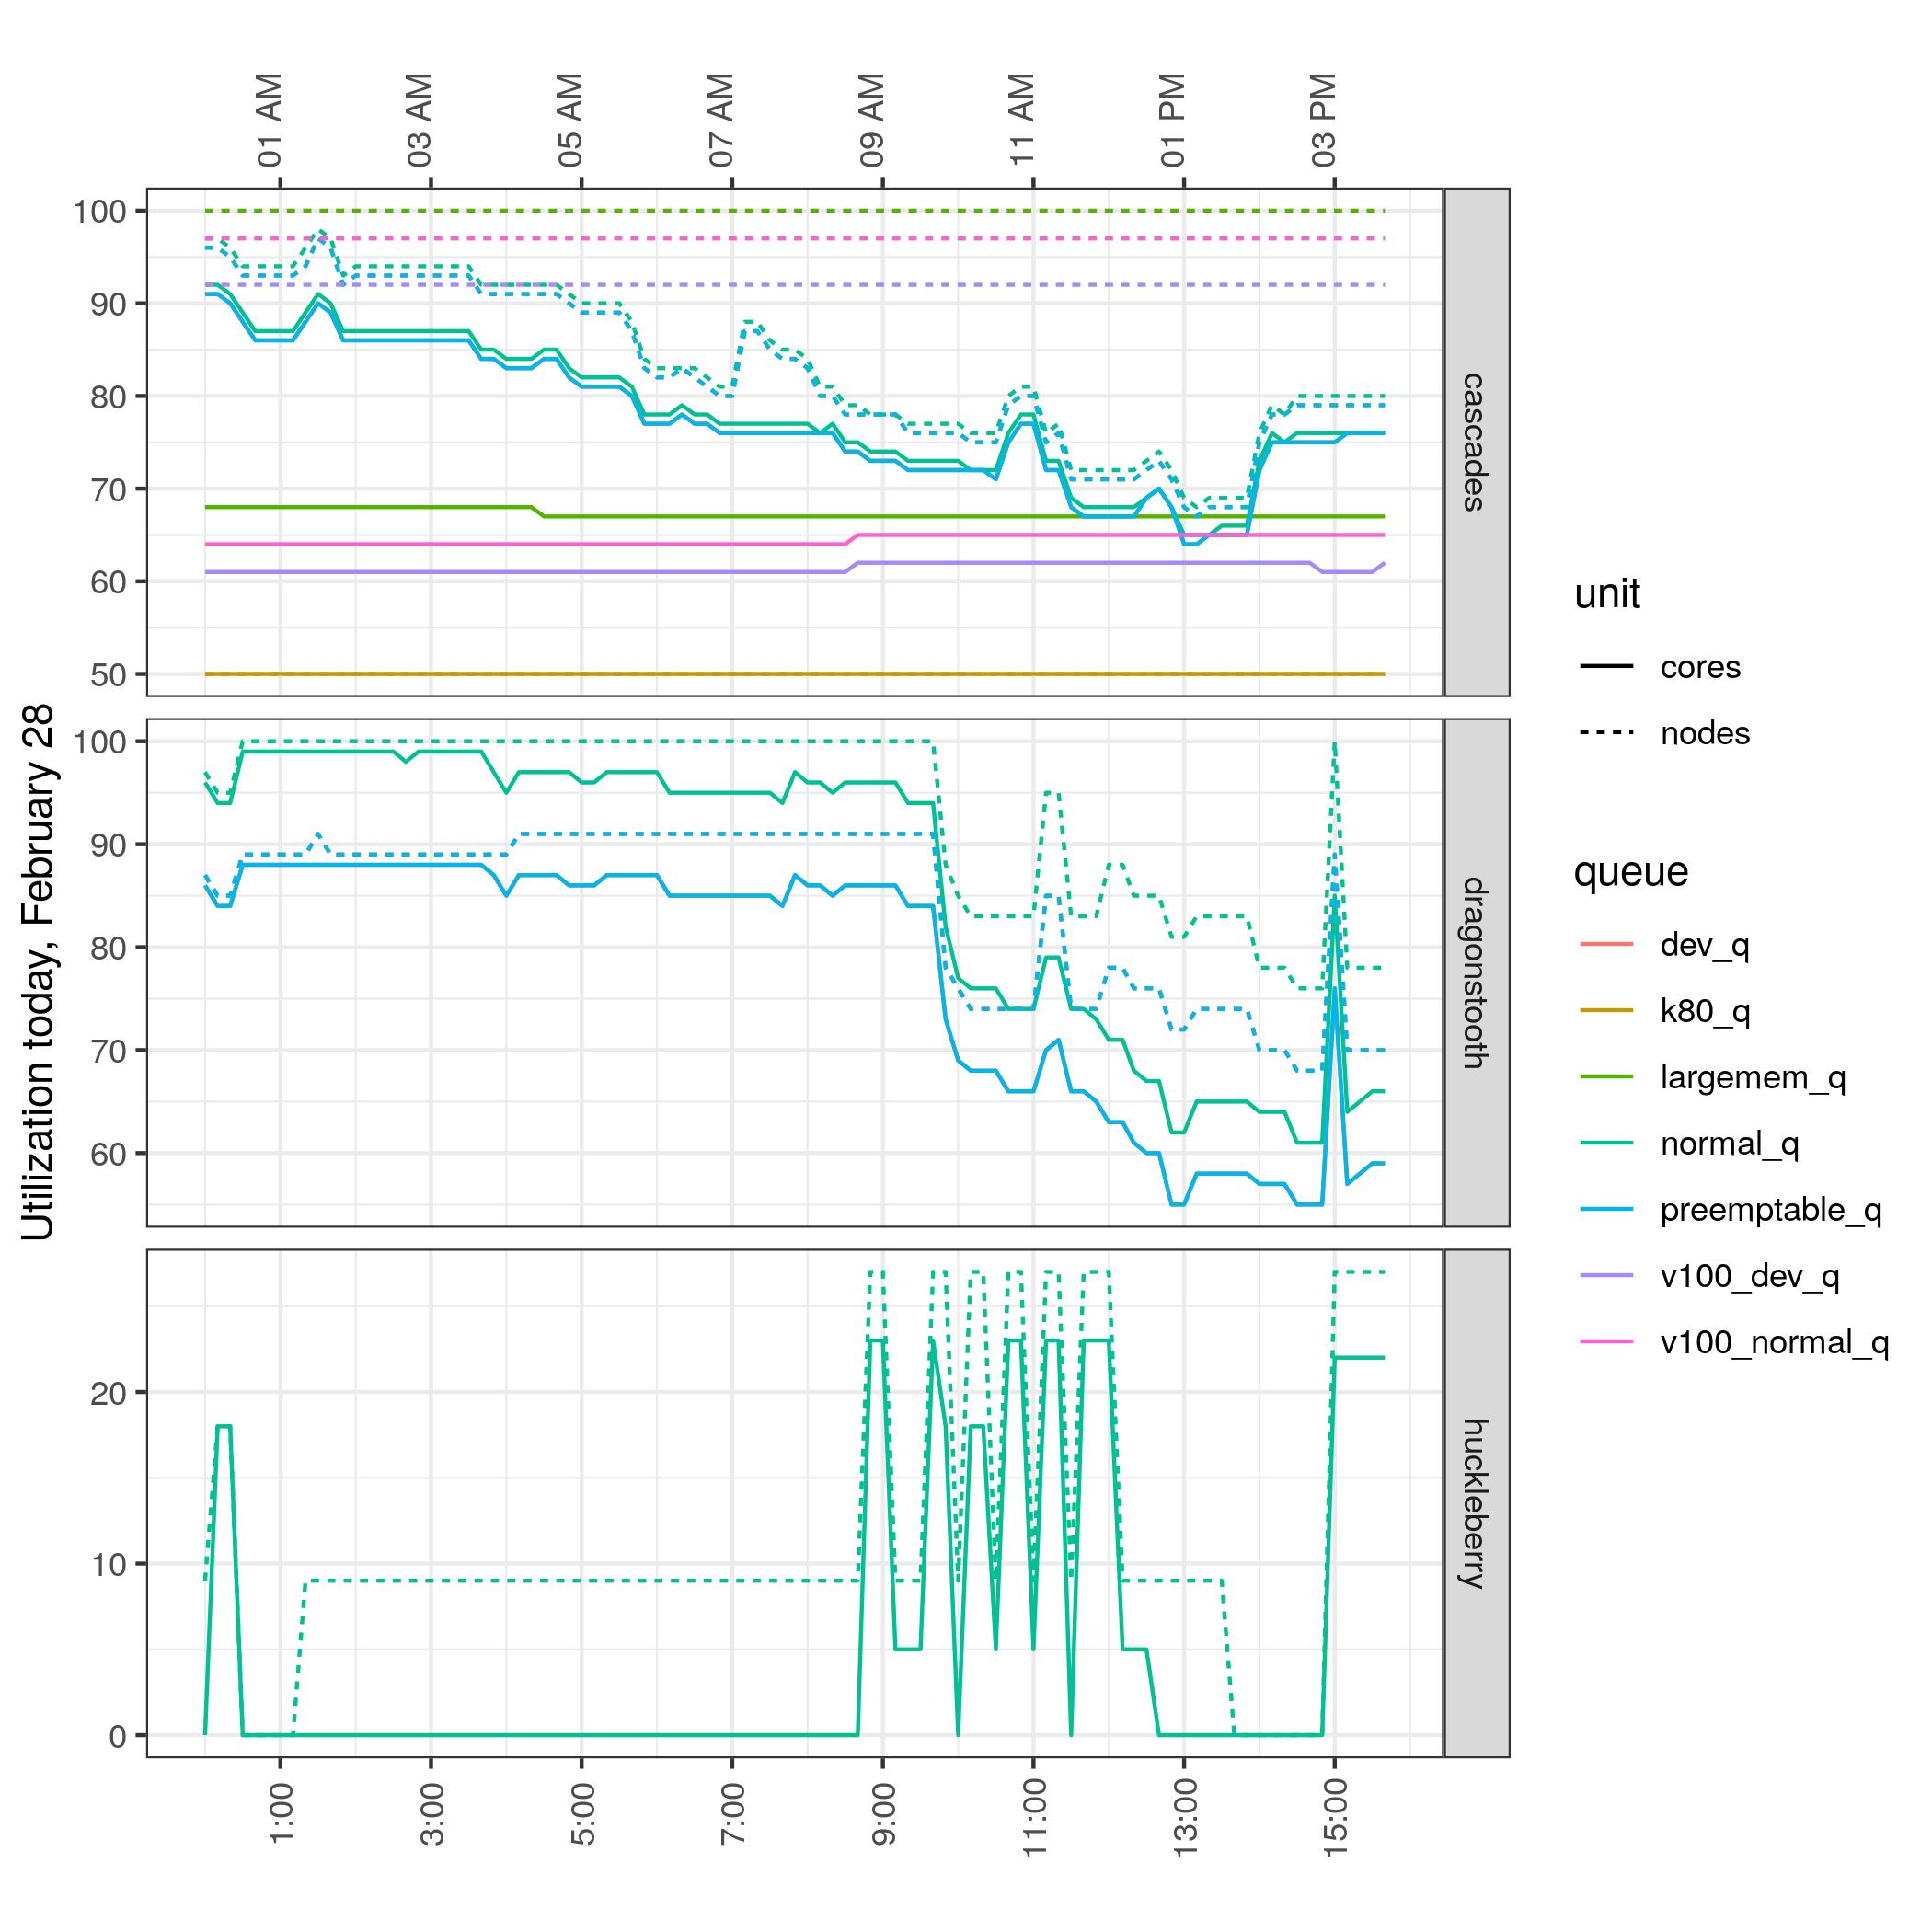 01 AM
03 AM
05 AM
07 AM
09 AM
11 AM
01 PM
03 PM
Utilization today, February 28
100
90
80
70
60
50
cascades
100
90
80
70
60
dragonstooth
20
10
0
huckleberry
1:00
3:00
5:00
7:00
9:00
11:00
13:00
15:00
unit
cores
nodes
queue
dev_q
k80_q
largemem_q
normal_q
preemptable_q
v100_dev_q
v100_normal_q